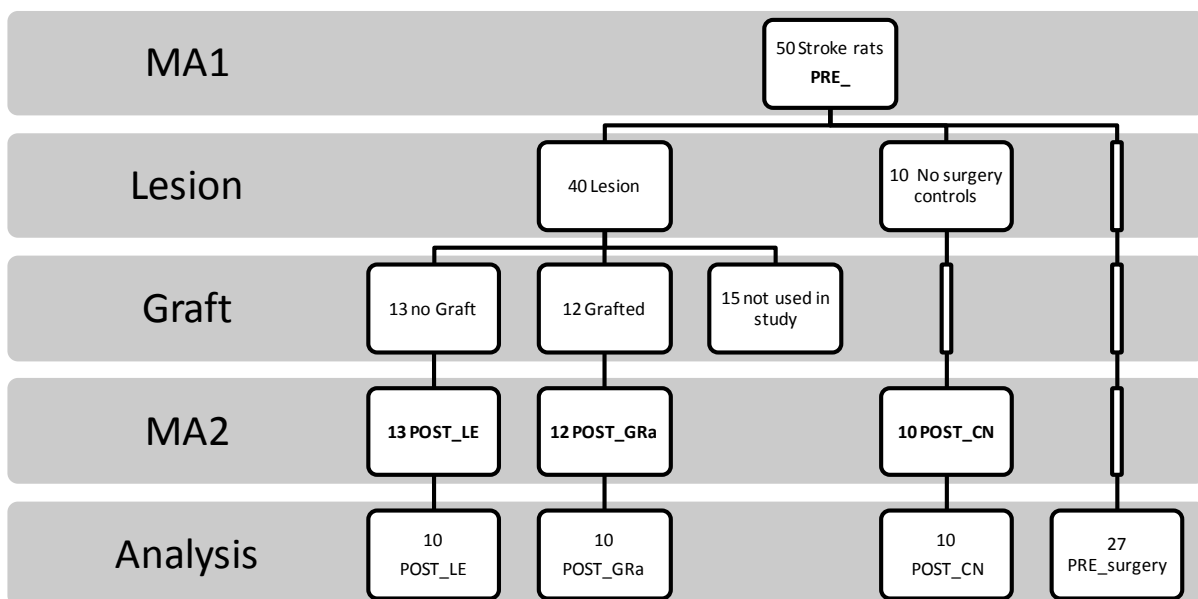 MA1
50 Stroke rats
PRE_
Lesion
40 Lesion
10 No surgery
controls
Graft
13 no Graft
12 Grafted
15 not used in
study
MA2
13 POST_LE
12 POST_GRa
10 POST_CN
Analysis
10
POST_LE
10
POST_GRa
10
POST_CN
27
PRE_surgery